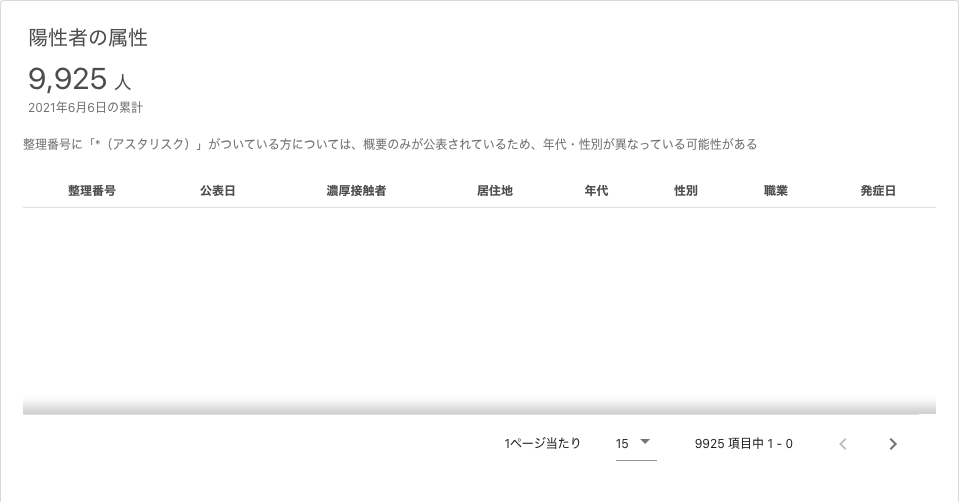 陽性者の属性
9,925 人
2021年6月6日の累計
整理番号に「*（アスタリスク）」がついている方については、概要のみが公表されているため、年代・性別が異なっている可能性がある
整理番号 公表日 濃厚接触者 居住地 年代 性別 職業 発症日
1ページ当たり 15 9925 項目中 1 - 0